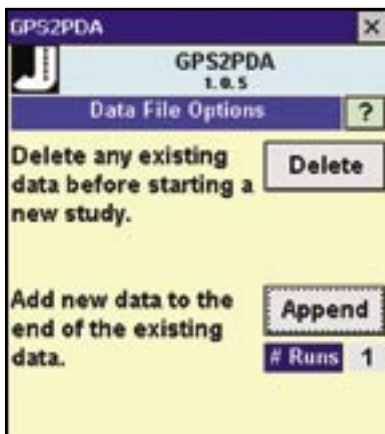 GPS2PDA
GPS2PDA
1.0.5
Data File Options ?
Delete any existing
data before starting a
new study.
Delete
Add new data to the
end of the existing
data.
Append
# Runs 1